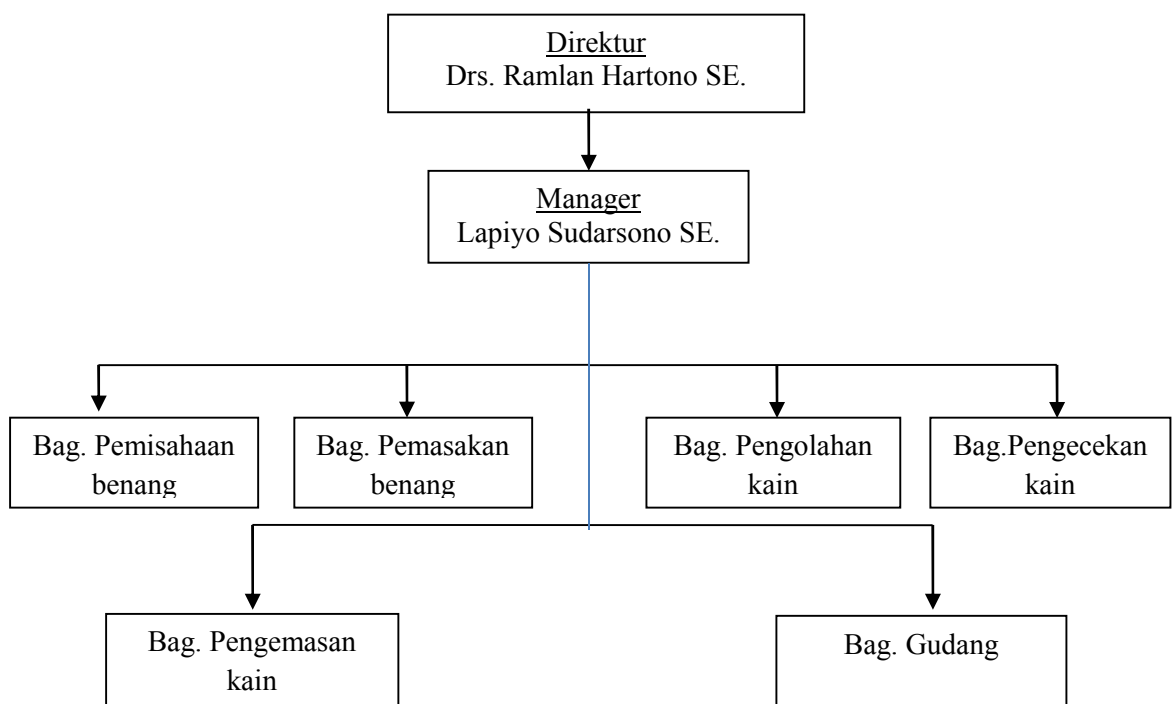 Direktur
Drs. Ramlan Hartono SE.
Manager
Lapiyo Sudarsono SE.
Bag. Pemisahaan
benang
Bag. Pemasakan
benang
Bag. Pengolahan
kain
Bag.Pengecekan
kain
Bag. Pengemasan
kain
Bag. Gudang